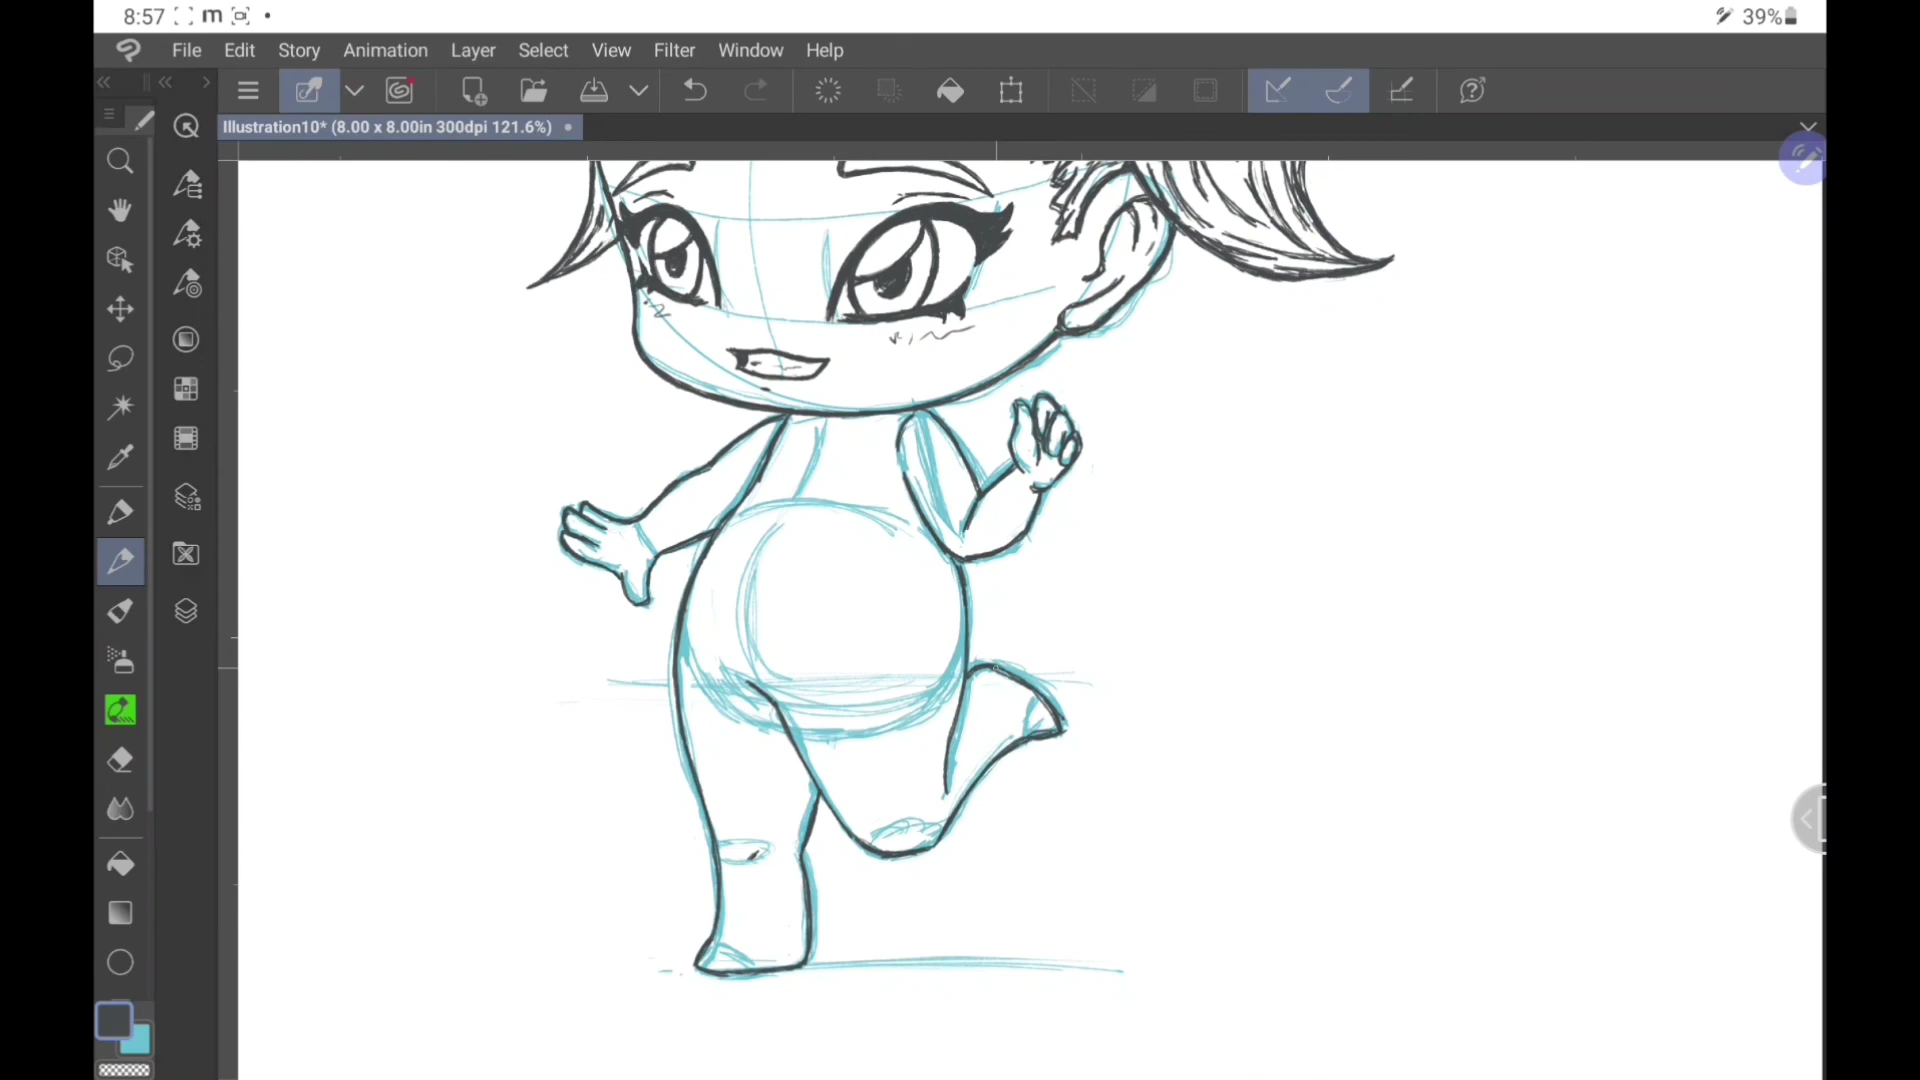 8:57 m 39%
File Edit Story Animation Layer Select View Filter Window Help
Illustration10* (8.00 x 8.00in 300dpi 121.6%)